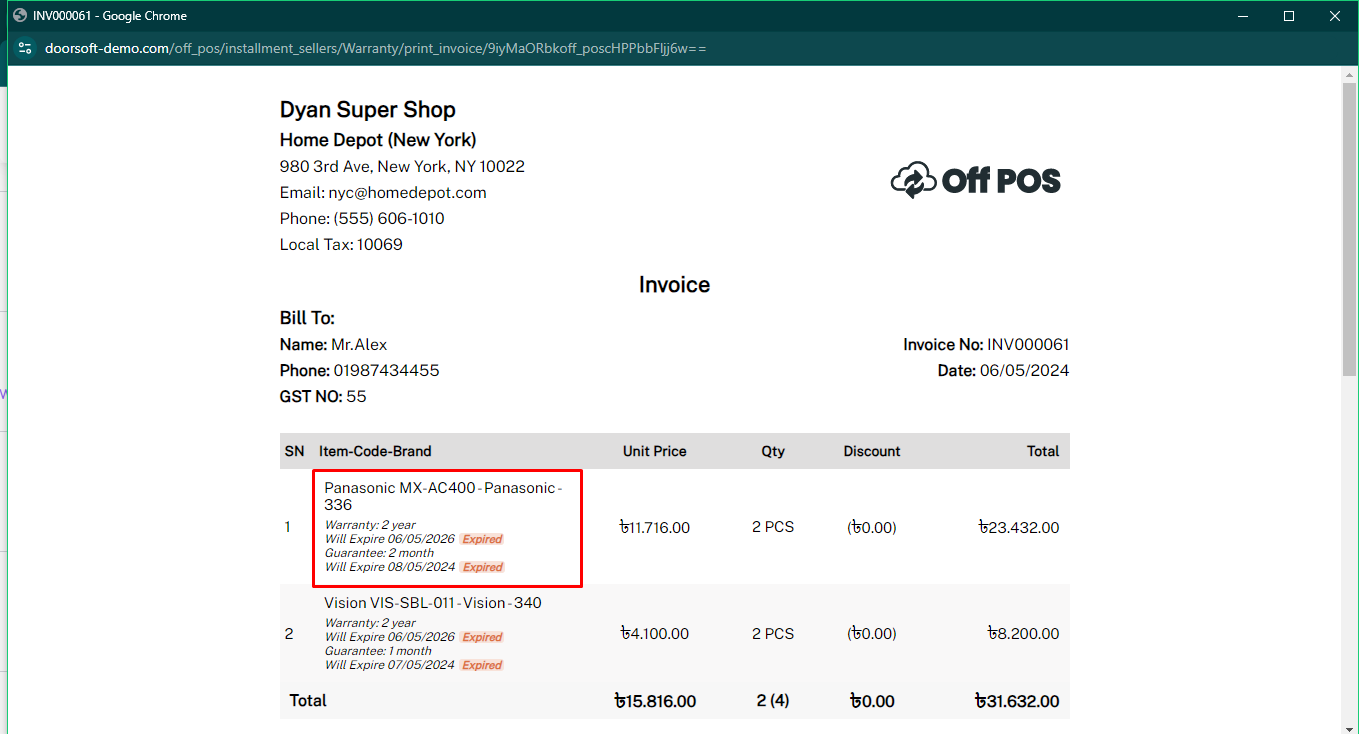 INV000061 - Google Chrome
doorsoft-demo.com/off_pos/installment_sellers/Warranty/print_invoice/9iyMaORbkoff_poscHPPbbFIjj6w==
Dyan Super Shop
Home Depot (New York)
980 3rd Ave, New York, NY 10022
Email: nyc@homedepot.com
Phone: (555) 606-1010
Local Tax: 10069
Off POS
Invoice
Bill To:
Name: Mr.Alex
Phone: 01987434455
GST NO: 55
Invoice No: INV000061
Date: 06/05/2024
SN Item-Code-Brand Unit Price Qty Discount Total
1 Panasonic MX-AC400 - Panasonic -
336
Warranty: 2 year
Will Expire 06/05/2026 Expired
Guarantee: 2 month
Will Expire 08/05/2024 Expired
৳11.716.00 2 PCS (৳0.00) ৳23.432.00
2 Vision VIS-SBL-011 - Vision - 340
Warranty: 2 year
Will Expire 06/05/2026 Expired
Guarantee: 1 month
Will Expire 07/05/2024 Expired
৳4.100.00 2 PCS (৳0.00) ৳8.200.00
Total ৳15.816.00 2 (4) ৳0.00 ৳31.632.00